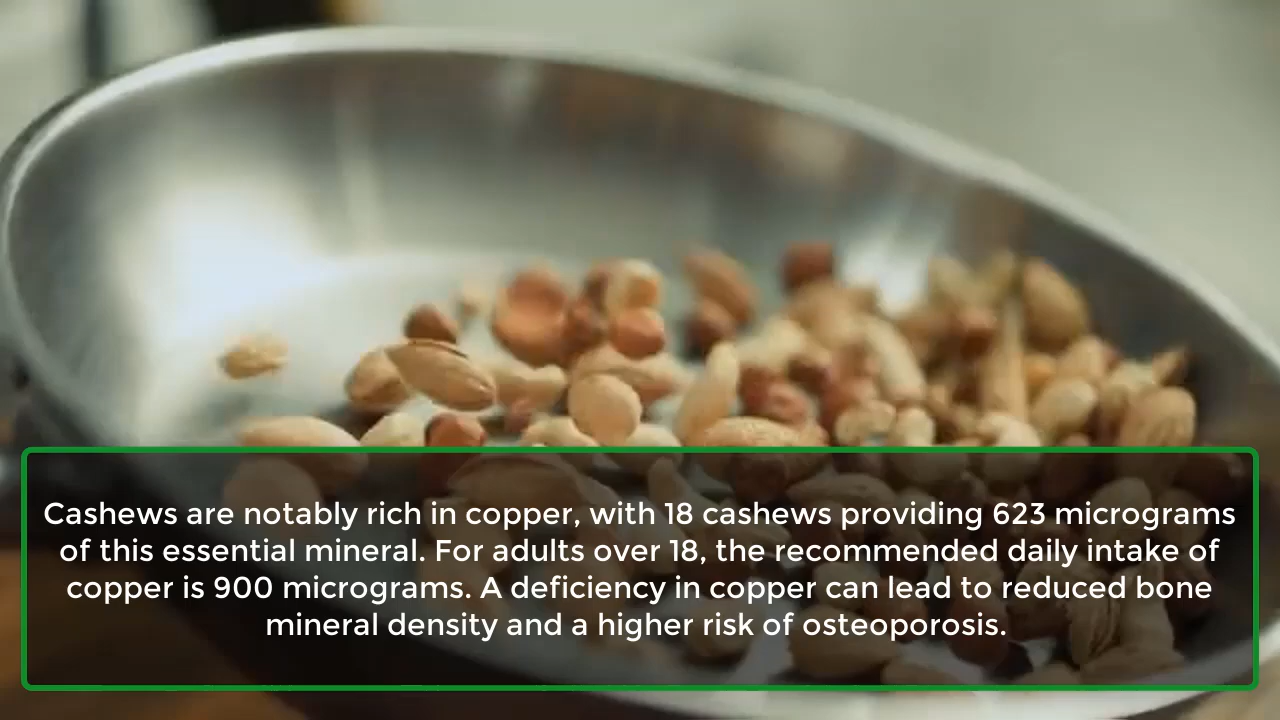 Cashews are notably rich in copper, with 18 cashews providing 623 micrograms
of this essential mineral. For adults over 18, the recommended daily intake of
copper is 900 micrograms. A deficiency in copper can lead to reduced bone
mineral density and a higher risk of osteoporosis.